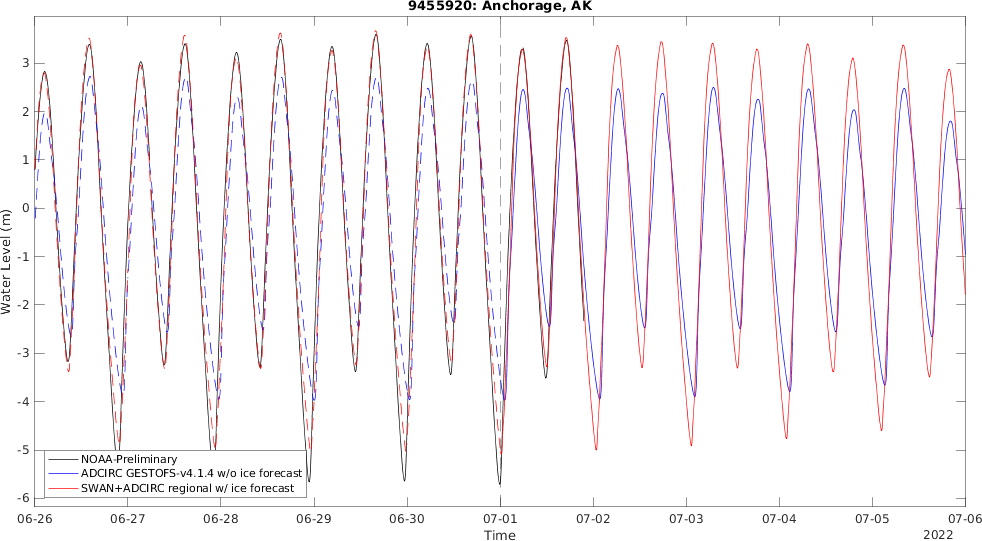 9455920: Anchorage, AK
Water Level (m)
3
2
1
0
-1
-2
-3
-4
-5
-6
NOAA-Preliminary
ADCIRC GESTOFS-v4.1.4 w/o ice forecast
SWAN+ADCIRC regional w/ ice forecast
06-26 06-27 06-28 06-29 06-30 07-01 07-02 07-03 07-04 07-05 07-06
Time
2022